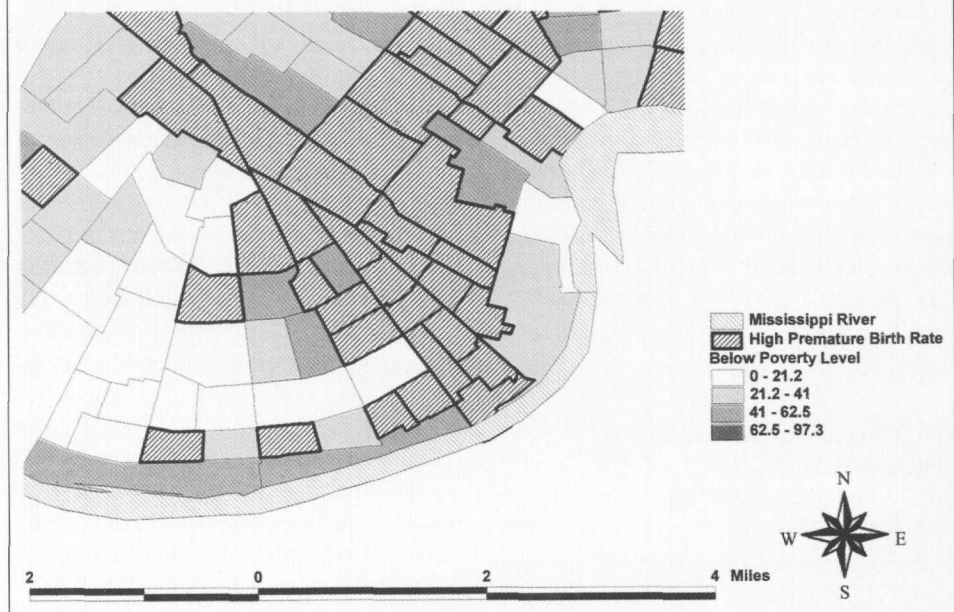 Mississippi River
High Premature Birth Rate
Below Poverty Level
0 - 21.2
21.2 - 41
41 - 62.5
62.5 - 97.3
N
W E
S
2 0 2 4 Miles